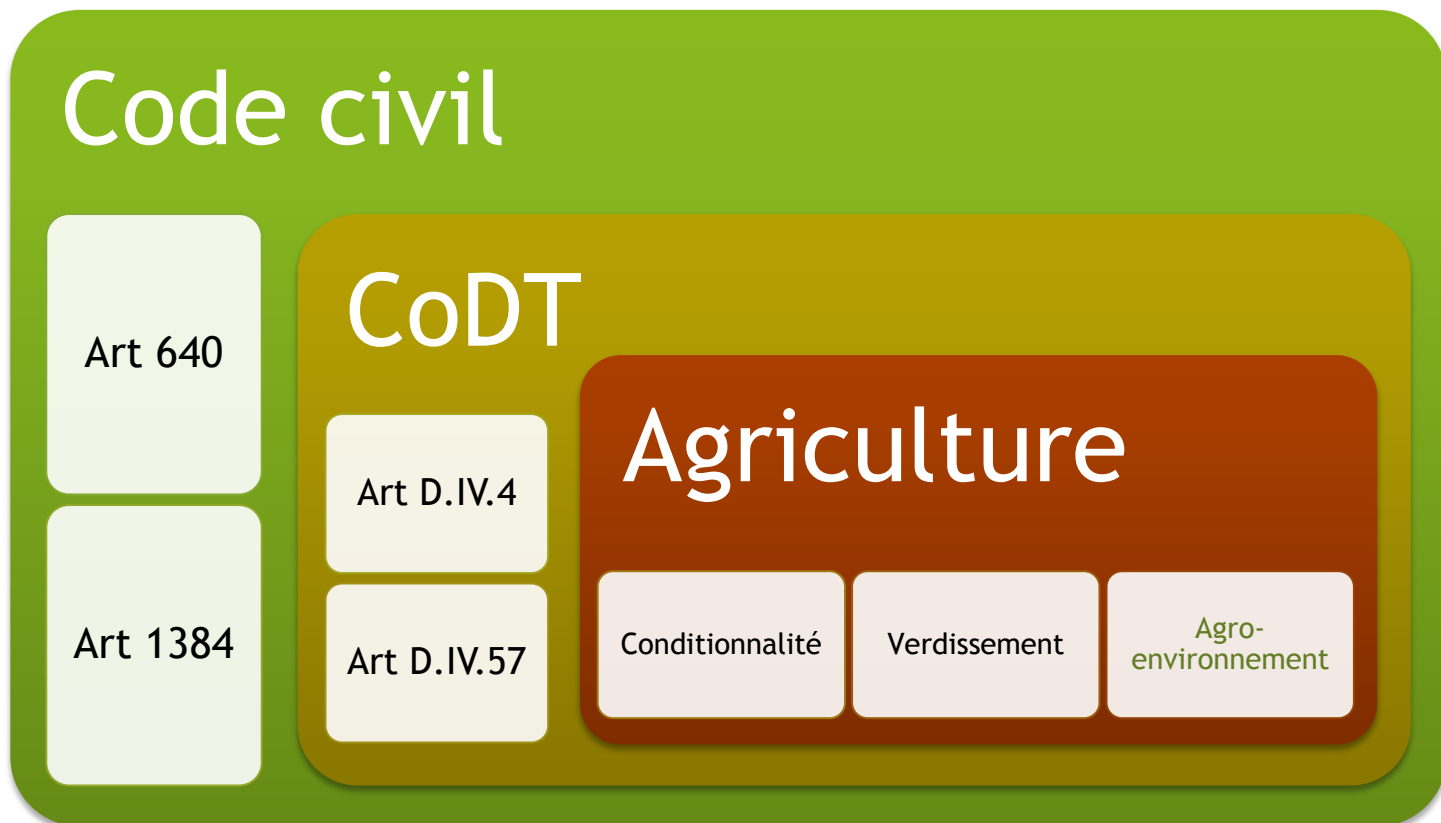 Code civil
Art 640
Art 1384
CoDT
Art D.IV.4
Art D.IV.57
Agriculture
Conditionnalité
Verdissement
Agro-
environnement